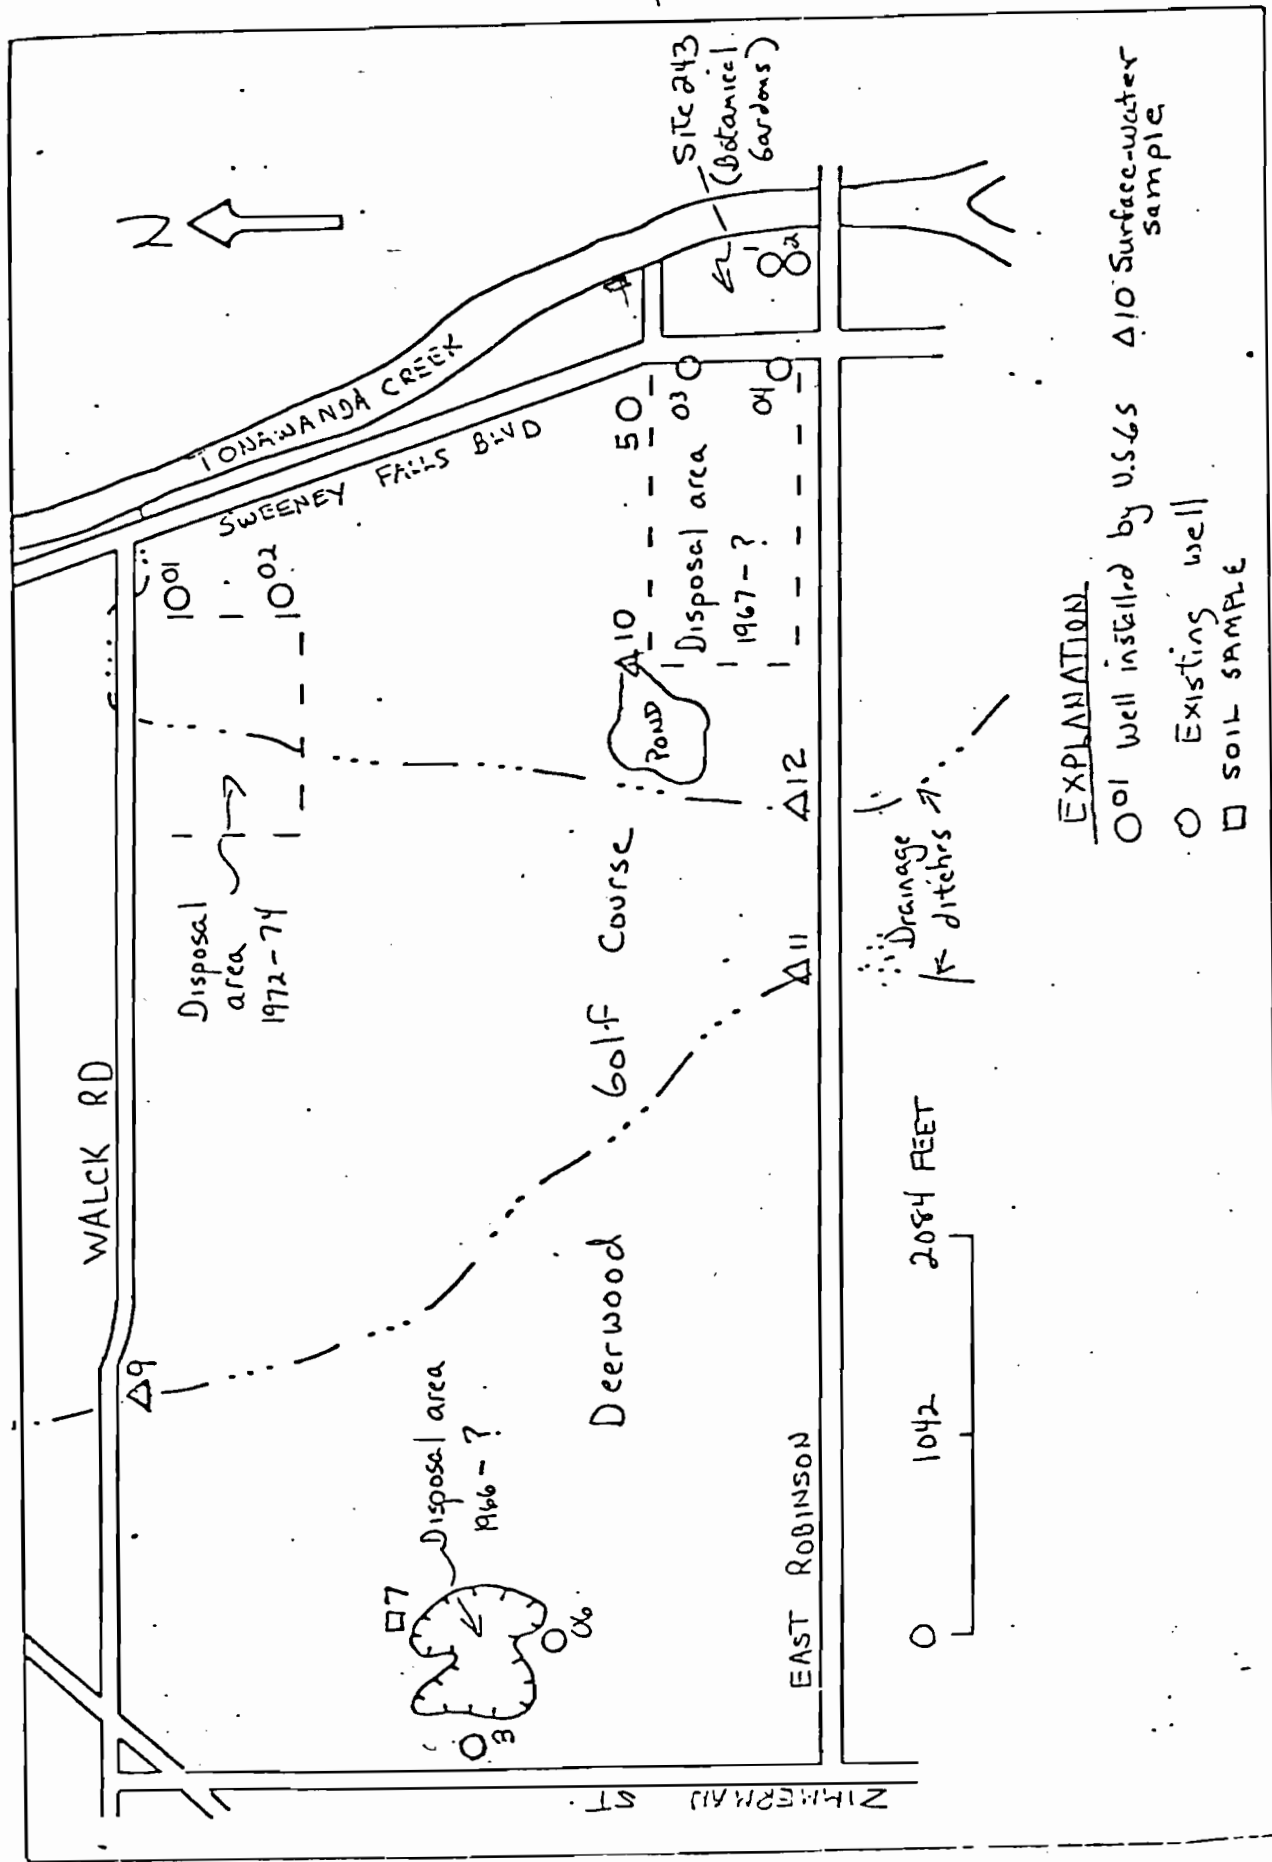 N
WALCK RD
TONAWANDA CREEK
SWEENEY FALLS BLVD
01
02
Disposal
area
1972-74
9
Disposal area
1966-?
7
06
3
Deerwood Golf Course
POND
10
50
Disposal area
1967-?
03
04
Site 243
(Botanical
Gardens)
1
2
11
12
EAST ROBINSON
ZIMMERMAN ST.
Drainage
ditches
0 1042 2084 FEET
EXPLANATION
01 Well installed by U.S.G.S
Existing well
SOIL SAMPLE
10 Surface-water
sample